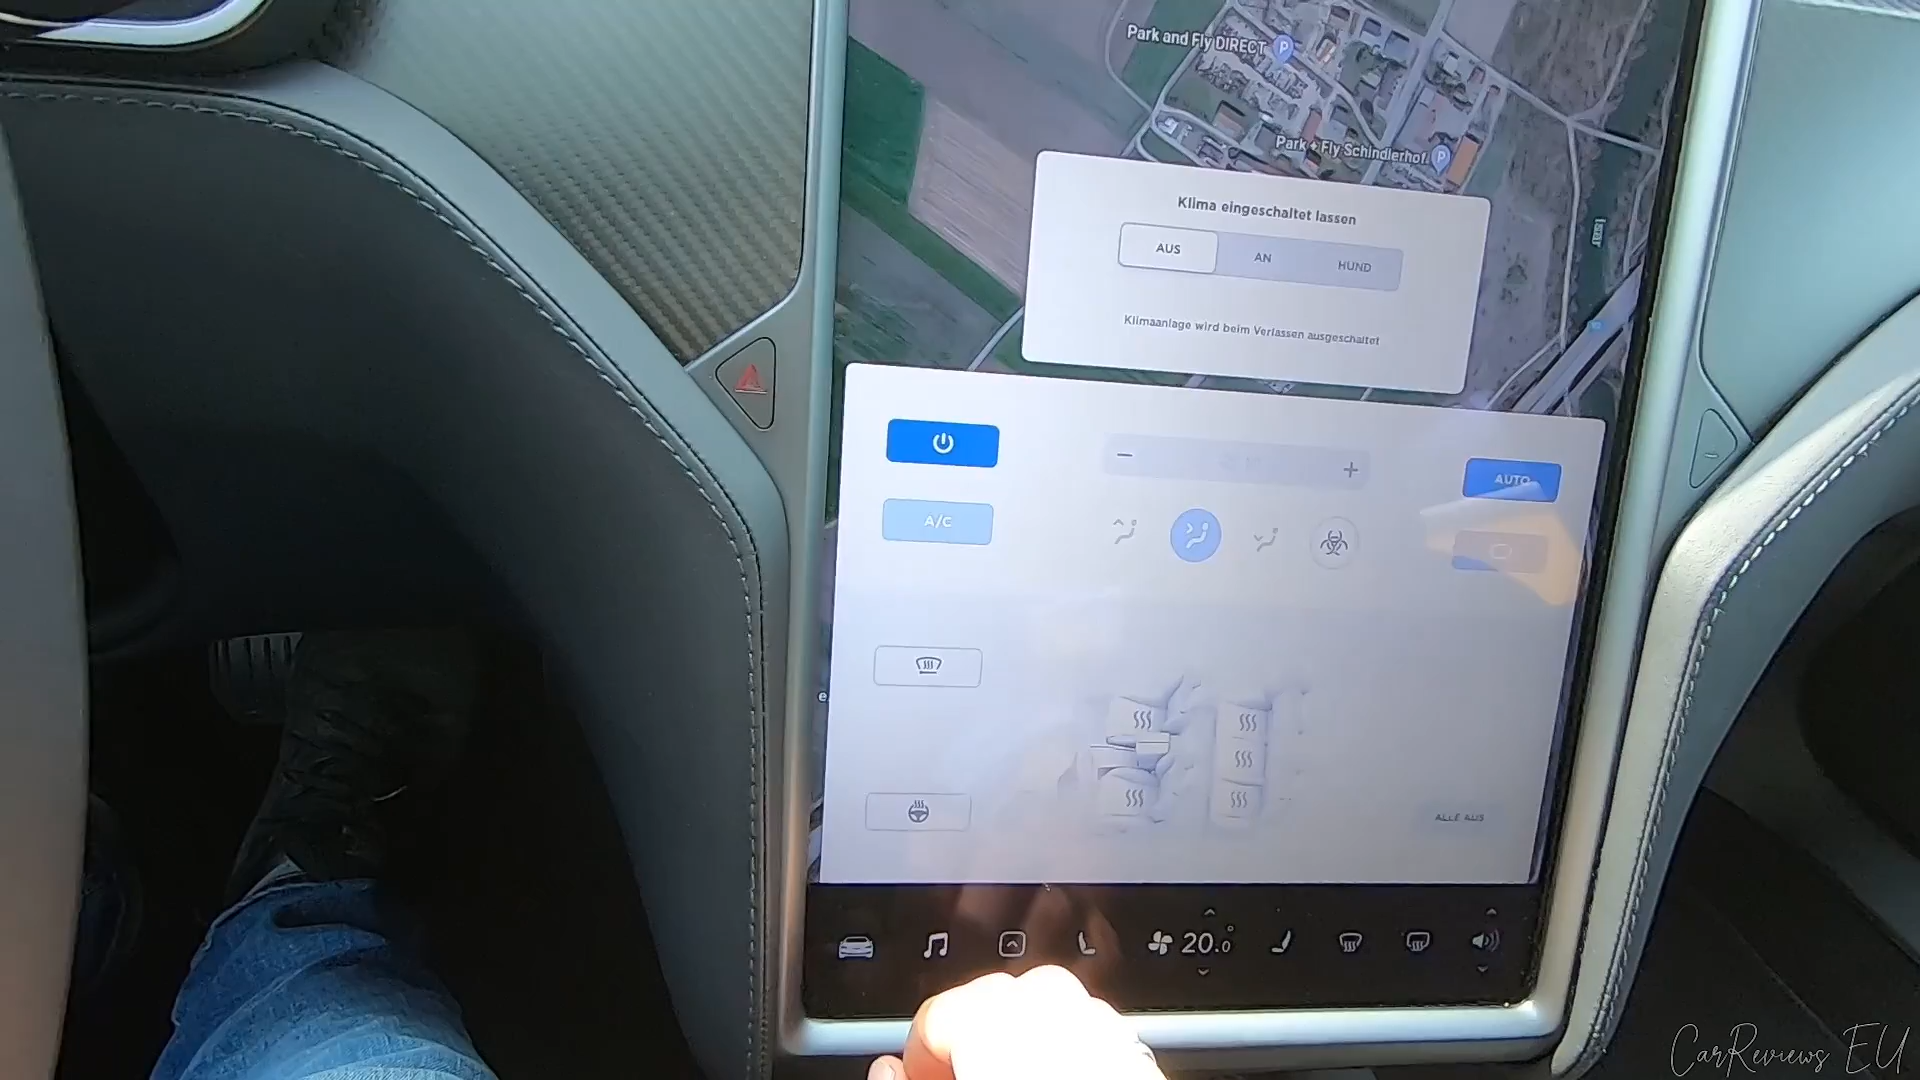 Park and Fly DIRECT
P
Park + Fly Schindlerhof
P
Klima eingeschaltet lassen
AUS AN HUND
Klimaanlage wird beim Verlassen ausgeschaltet
AUTO
A/C
ALLE AUS
20.0°
CarReviews EU